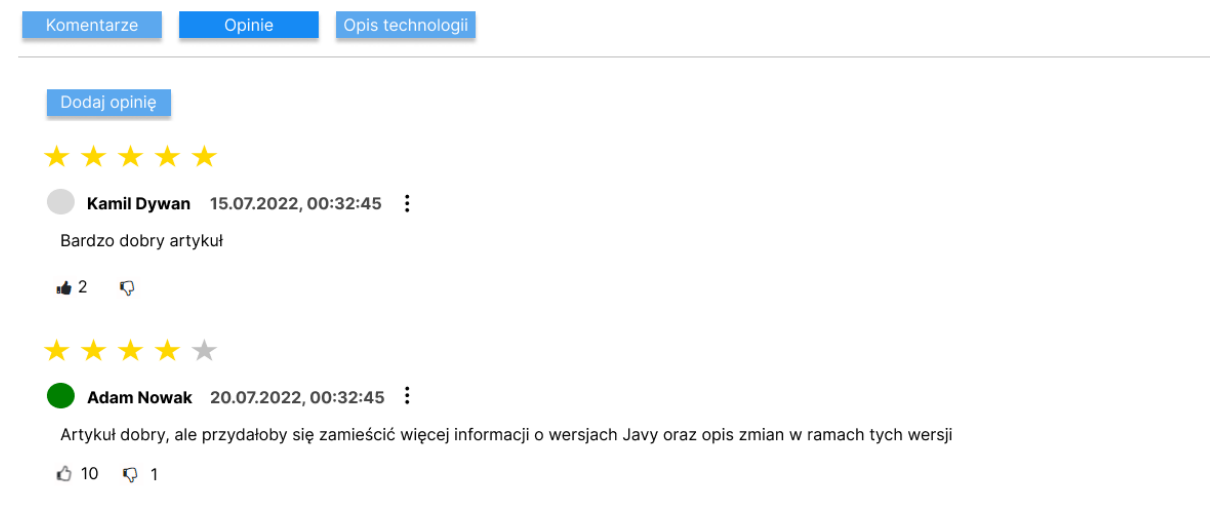 Komentarze Opinie Opis technologii
Dodaj opinię
Kamil Dywan 15.07.2022, 00:32:45
Bardzo dobry artykuł
2
Adam Nowak 20.07.2022, 00:32:45
Artykuł dobry, ale przydałoby się zamieścić więcej informacji o wersjach Javy oraz opis zmian w ramach tych wersji
10 1